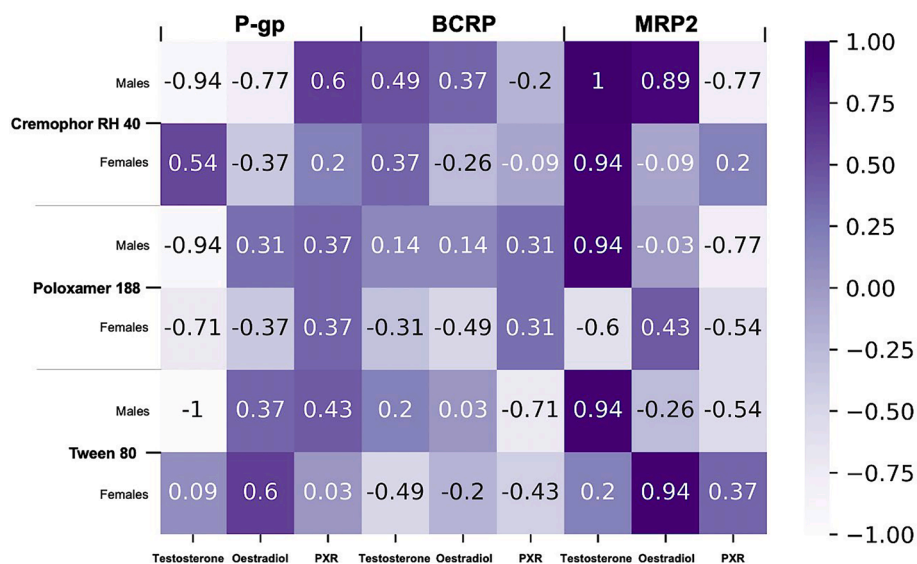 P-gp BCRP MRP2
Males -0.94 -0.77 0.6 0.49 0.37 -0.2 1 0.89 -0.77
Cremophor RH 40
Females 0.54 -0.37 0.2 0.37 -0.26 -0.09 0.94 -0.09 0.2
Males -0.94 0.31 0.37 0.14 0.14 0.31 0.94 -0.03 -0.77
Poloxamer 188
Females -0.71 -0.37 0.37 -0.31 -0.49 0.31 -0.6 0.43 -0.54
Males -1 0.37 0.43 0.2 0.03 -0.71 0.94 -0.26 -0.54
Tween 80
Females 0.09 0.6 0.03 -0.49 -0.2 -0.43 0.2 0.94 0.37
Testosterone Oestradiol PXR Testosterone Oestradiol PXR Testosterone Oestradiol PXR
1.00
0.75
0.50
0.25
0.00
−0.25
−0.50
−0.75
−1.00